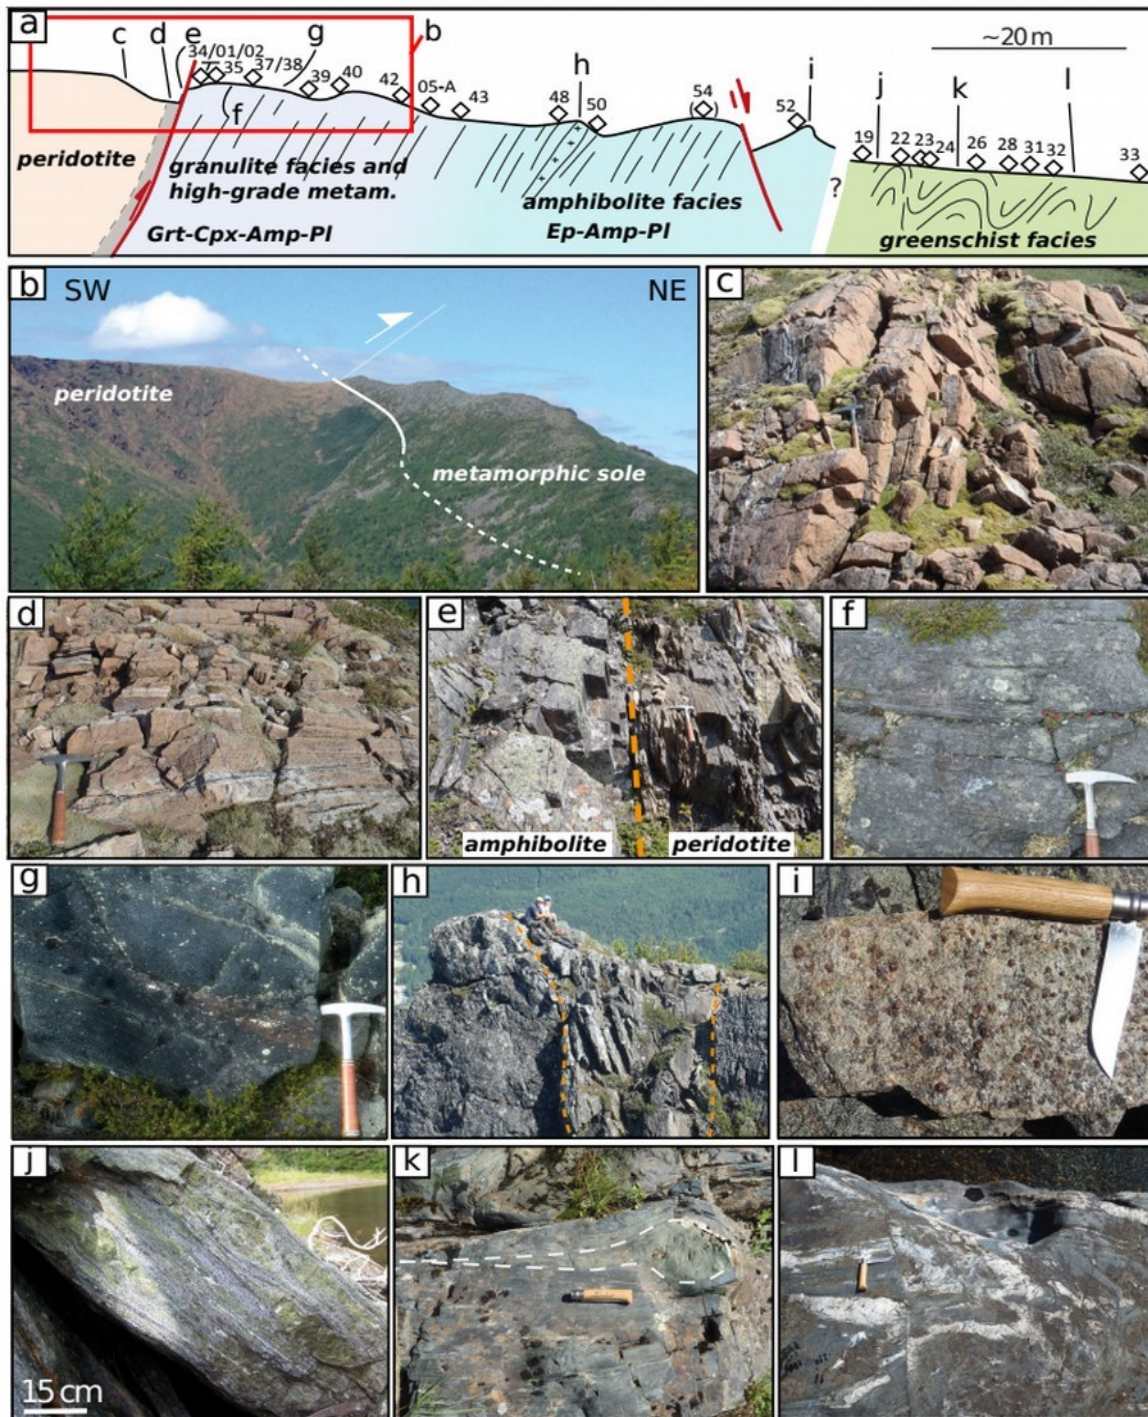 a
c
d
e
34/01/02
35
37/38
g
39
40
b
42
05-A
43
f
h
48
50
(54)
52
i
~20 m
j
k
l
19
22
23
24
26
28
31
32
33
peridotite
granulite facies and
high-grade metam.
Grt-Cpx-Amp-Pl
amphibolite facies
Ep-Amp-Pl
?
greenschist facies
b
SW
NE
peridotite
metamorphic sole
c
d
e
amphibolite
peridotite
f
g
h
i
j
15 cm
k
l